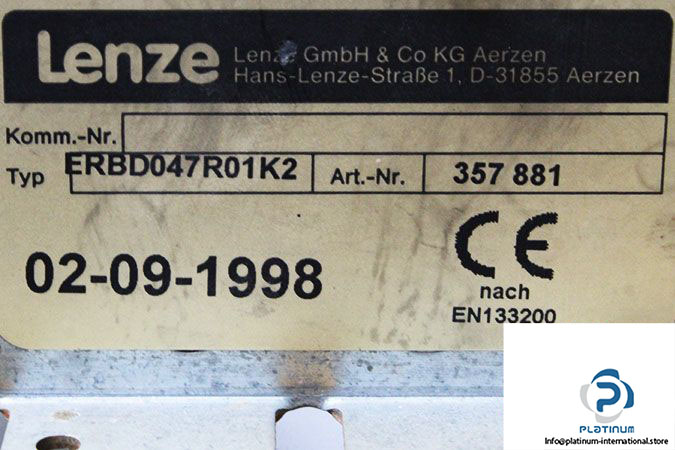 Lenze Lenze GmbH & Co KG Aerzen
Hans-Lenze-Straße 1, D-31855 Aerzen
Komm.-Nr.
Typ ERBD047R01K2 Art.-Nr. 357 881
02-09-1998
CE
nach
EN133200
P
PLATINUM
Info@platinum-international.store